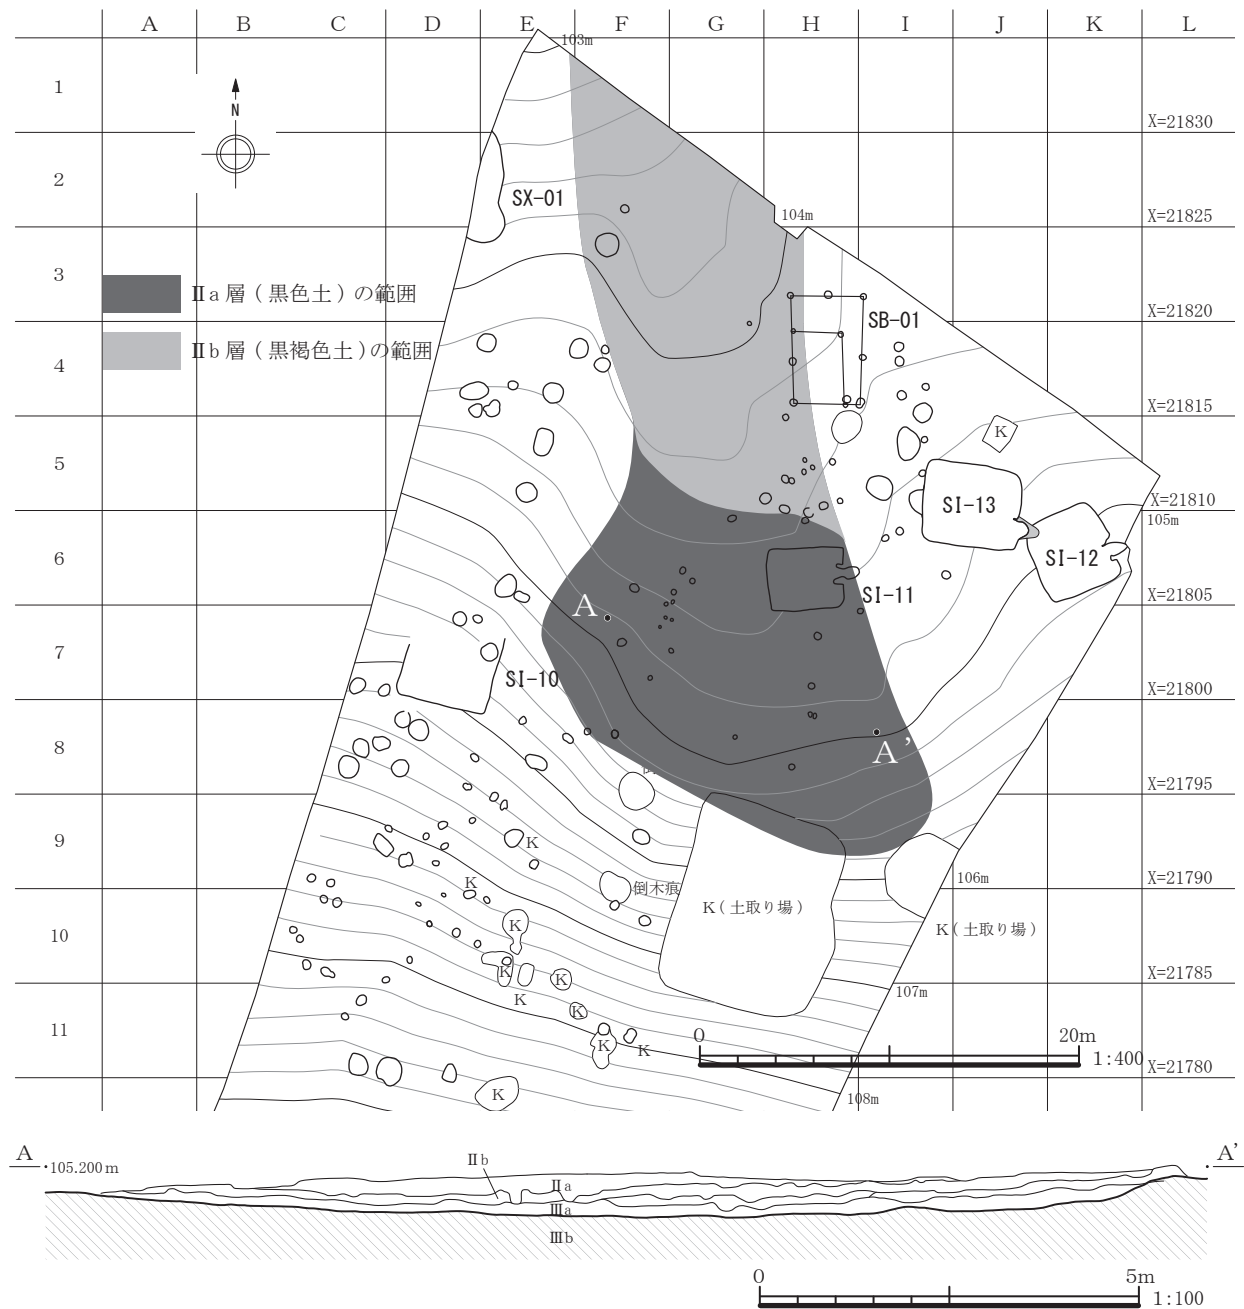 A B C D E F G H I J K L
1
2
3
4
5
6
7
8
9
10
11
N
103m
104m
X=21830
X=21825
X=21820
X=21815
X=21810
105m
X=21805
X=21800
X=21795
X=21790
X=21785
X=21780
106m
107m
108m
SX-01
Ⅱa層(黒色土)の範囲
Ⅱb層(黒褐色土)の範囲
SB-01
K
SI-13
SI-12
SI-11
A
SI-10
A'
K
K
倒木痕
K(土取り場)
K(土取り場)
K
K
K
K
K
K
K
K
0 20m
1:400
A 105.200m
A'
Ⅱb
Ⅱa
Ⅲa
Ⅲb
0 5m
1:100